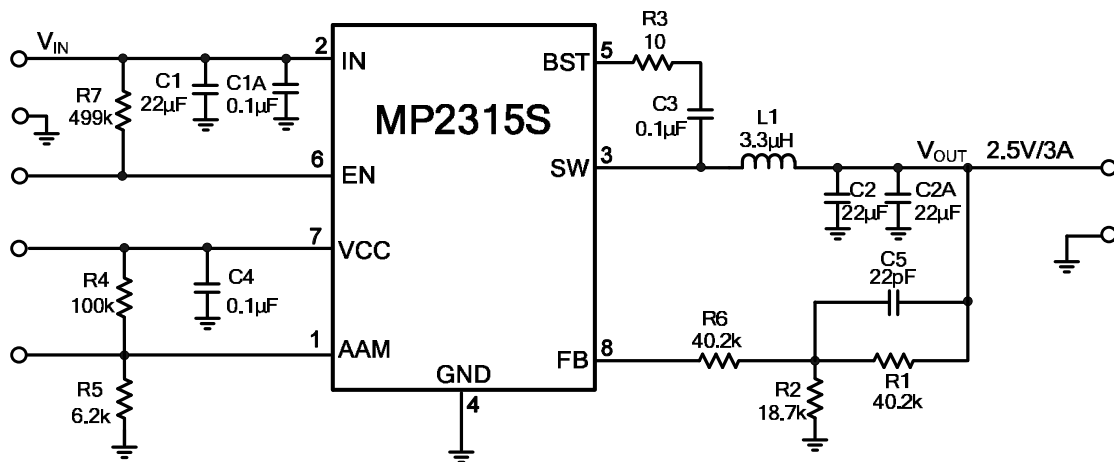 VIN
2
IN
R7
499k
C1
22µF
C1A
0.1µF
6
EN
7
VCC
R4
100k
C4
0.1µF
1
AAM
R5
6.2k
MP2315S
GND
4
BST
5
R3
10
C3
0.1µF
SW
3
L1
3.3µH
VOUT
2.5V/3A
C2
22µF
C2A
22µF
C5
22pF
FB
8
R6
40.2k
R2
18.7k
R1
40.2k